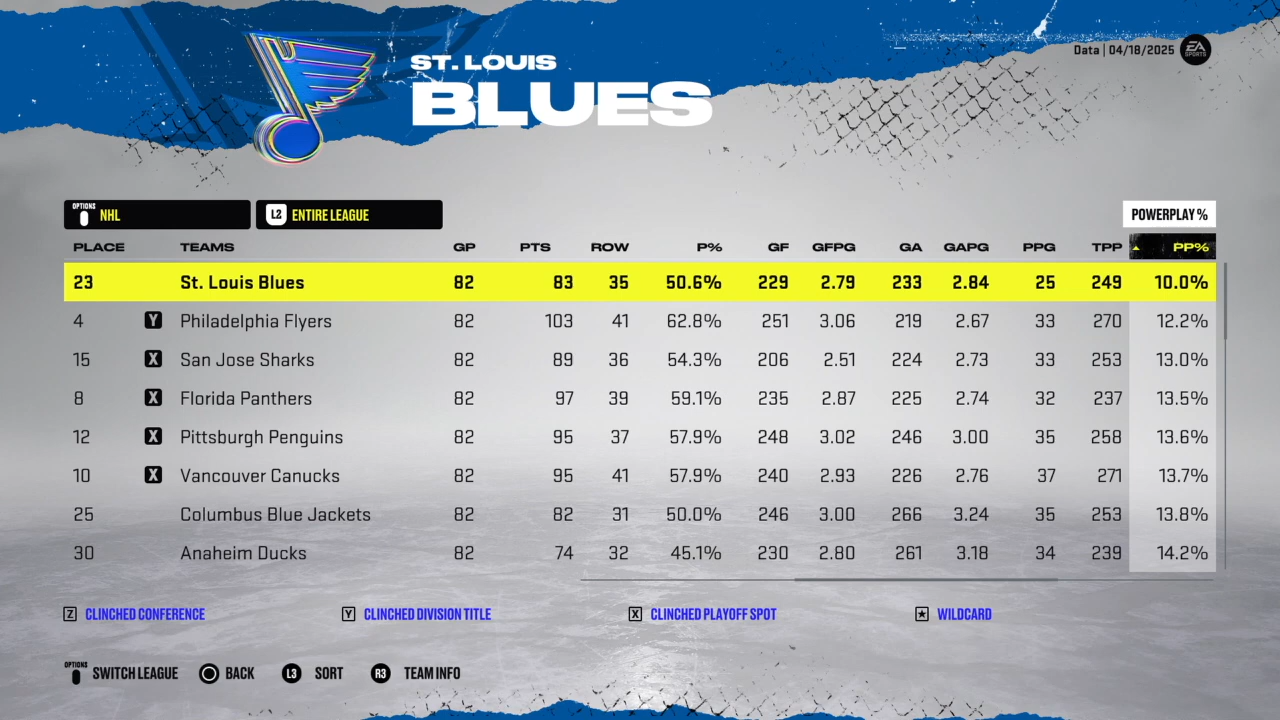 ST. LOUIS
BLUES
Data | 04/18/2025
EA SPORTS
OPTIONS NHL L2 ENTIRE LEAGUE POWERPLAY %
PLACE TEAMS GP PTS ROW P% GF GFPG GA GAPG PPG TPP PP%
23 St. Louis Blues 82 83 35 50.6% 229 2.79 233 2.84 25 249 10.0%
4 Y Philadelphia Flyers 82 103 41 62.8% 251 3.06 219 2.67 33 270 12.2%
15 X San Jose Sharks 82 89 36 54.3% 206 2.51 224 2.73 33 253 13.0%
8 X Florida Panthers 82 97 39 59.1% 235 2.87 225 2.74 32 237 13.5%
12 X Pittsburgh Penguins 82 95 37 57.9% 248 3.02 246 3.00 35 258 13.6%
10 X Vancouver Canucks 82 95 41 57.9% 240 2.93 226 2.76 37 271 13.7%
25 Columbus Blue Jackets 82 82 31 50.0% 246 3.00 266 3.24 35 253 13.8%
30 Anaheim Ducks 82 74 32 45.1% 230 2.80 261 3.18 34 239 14.2%
Z CLINCHED CONFERENCE Y CLINCHED DIVISION TITLE X CLINCHED PLAYOFF SPOT ★ WILDCARD
OPTIONS SWITCH LEAGUE BACK L3 SORT R3 TEAM INFO